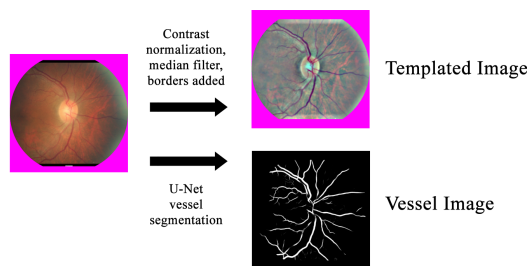 Contrast
normalization,
median filter,
borders added
Templated Image
U-Net
vessel
segmentation
Vessel Image